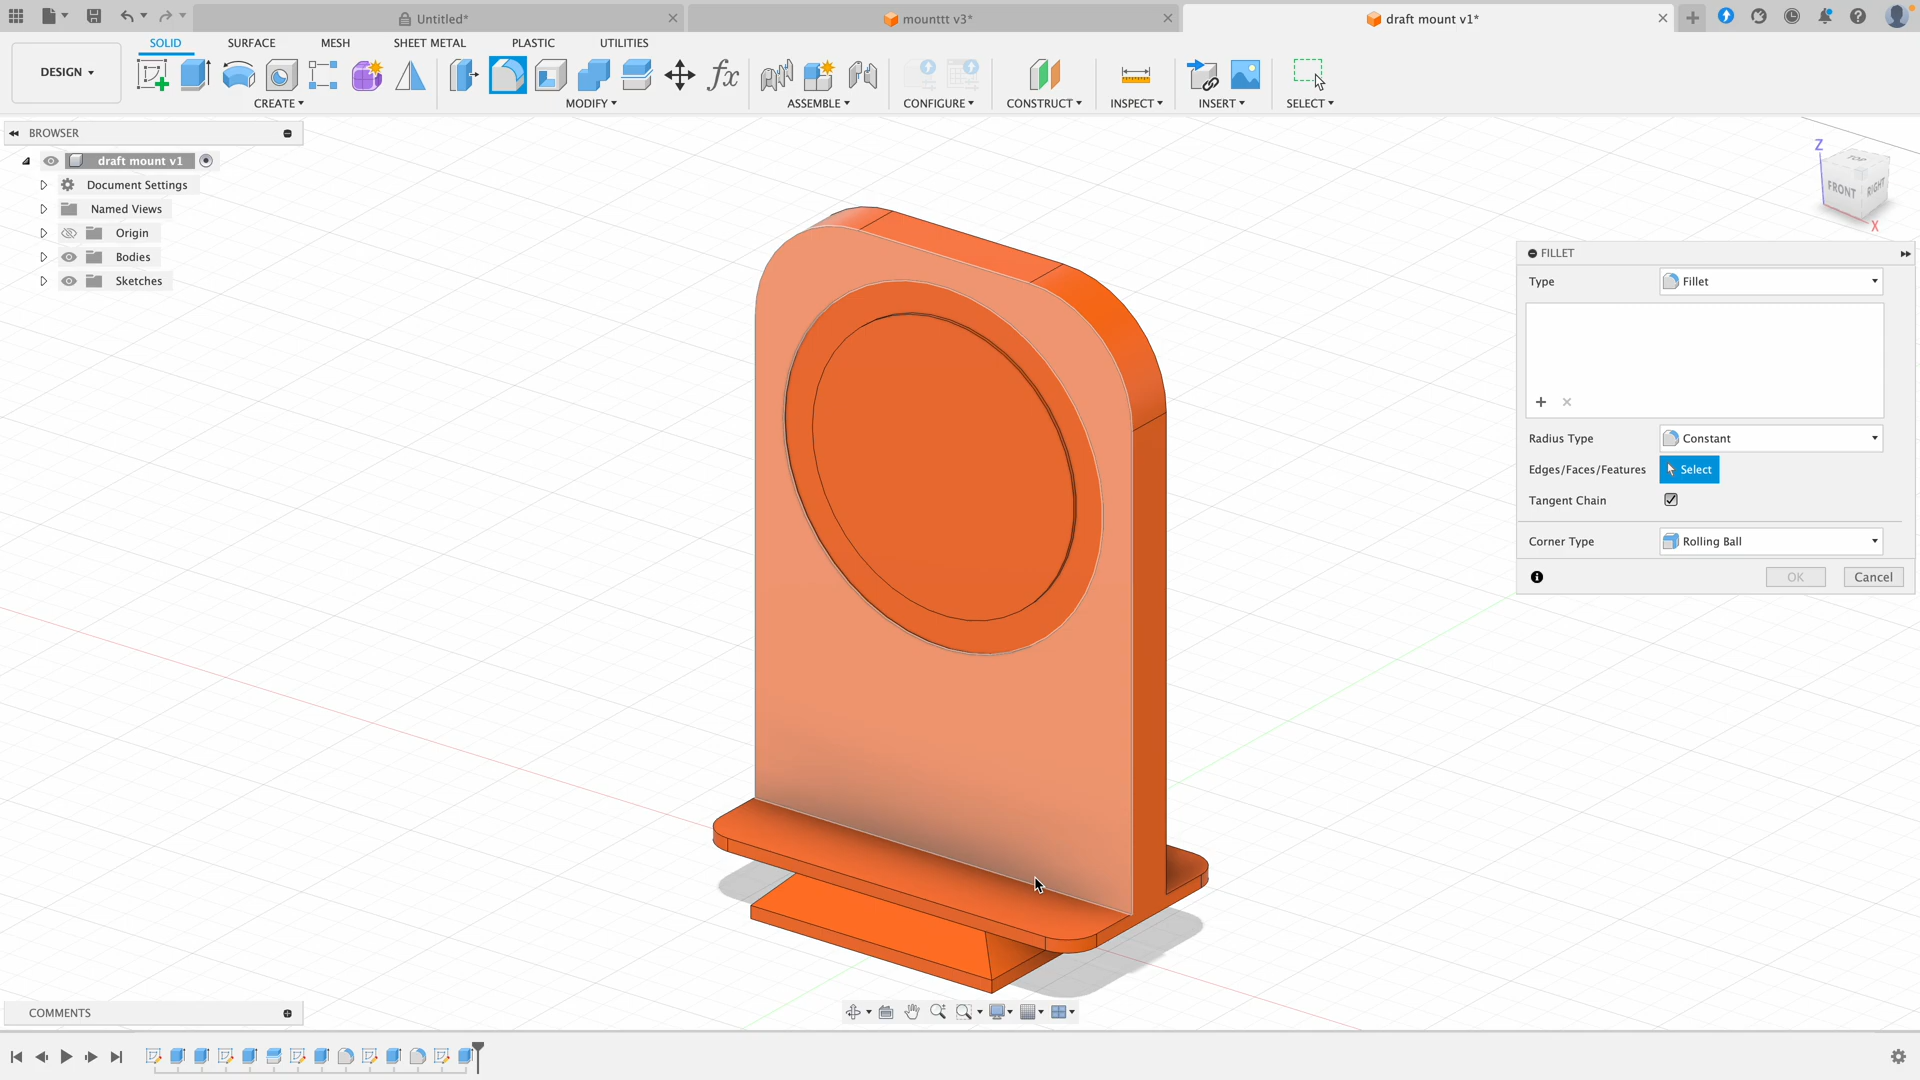 Untitled*
mounttt v3*
draft mount v1*
SOLID
SURFACE
MESH
SHEET METAL
PLASTIC
UTILITIES
DESIGN
CREATE
MODIFY
ASSEMBLE
CONFIGURE
CONSTRUCT
INSPECT
INSERT
SELECT
BROWSER
draft mount v1
Document Settings
Named Views
Origin
Bodies
Sketches
Z
TOP
FRONT
RIGHT
X
FILLET
Type
Fillet
Radius Type
Constant
Edges/Faces/Features
Select
Tangent Chain
Corner Type
Rolling Ball
OK
Cancel
COMMENTS